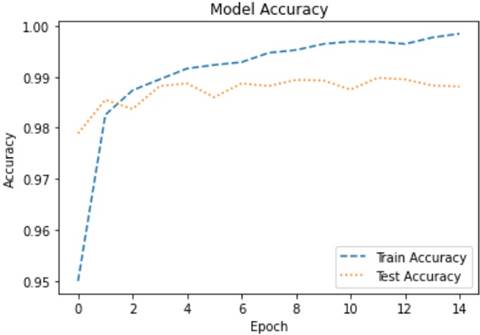 Model Accuracy
1.00
0.99
0.98
0.97
0.96
0.95
Accuracy
Train Accuracy
Test Accuracy
0 2 4 6 8 10 12 14
Epoch